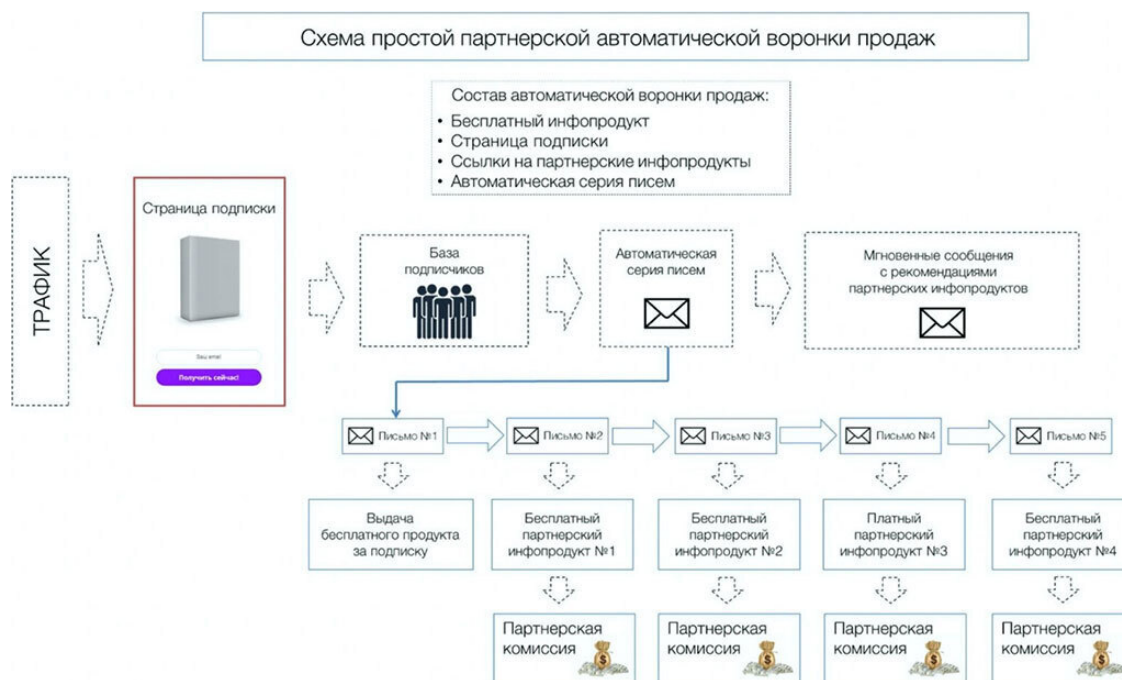 Схема простой партнерской автоматической воронки продаж
Состав автоматической воронки продаж:
• Бесплатный инфопродукт
• Страница подписки
• Ссылки на партнерские инфопродукты
• Автоматическая серия писем
ТРАФИК
Страница подписки
Ваш email
Получить сейчас!
База
подписчиков
Автоматическая
серия писем
Мгновенные сообщения
с рекомендациями
партнерских инфопродуктов
Письмо №1
Письмо №2
Письмо №3
Письмо №4
Письмо №5
Выдача
бесплатного продукта
за подписку
Бесплатный
партнерский
инфопродукт №1
Бесплатный
партнерский
инфопродукт №2
Платный
партнерский
инфопродукт №3
Бесплатный
партнерский
инфопродукт №4
Партнерская
комиссия
Партнерская
комиссия
Партнерская
комиссия
Партнерская
комиссия